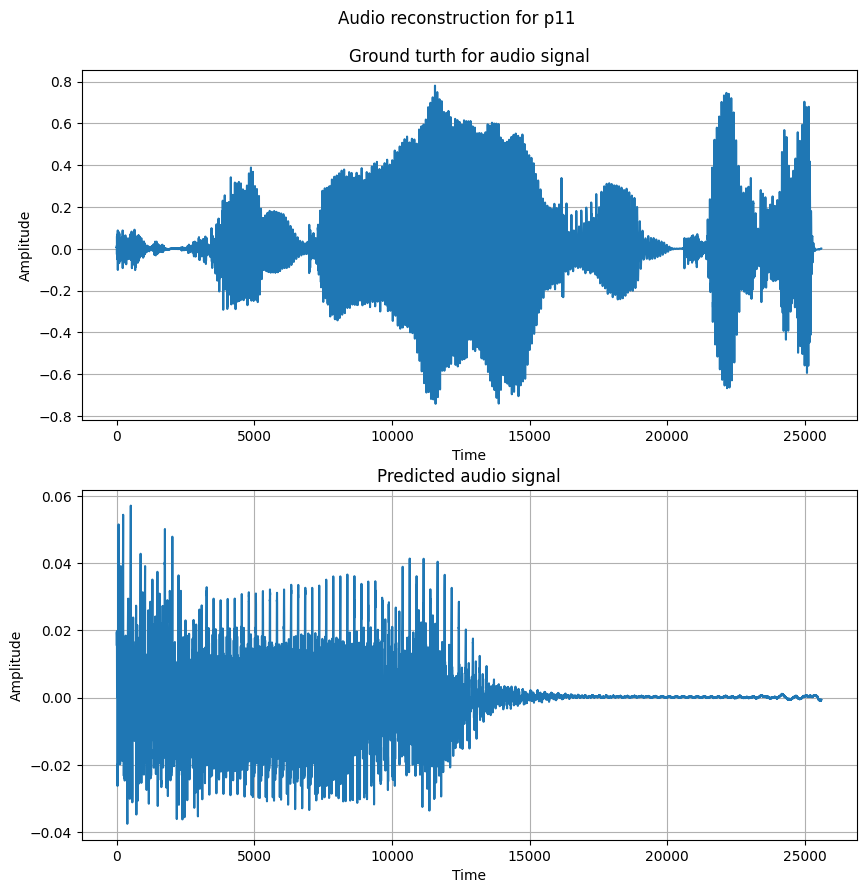 Audio reconstruction for p11
Ground turth for audio signal
0.8
0.6
0.4
0.2
0.0
−0.2
−0.4
−0.6
−0.8
Amplitude
0 5000 10000 15000 20000 25000
Time
Predicted audio signal
0.06
0.04
0.02
0.00
−0.02
−0.04
Amplitude
0 5000 10000 15000 20000 25000
Time